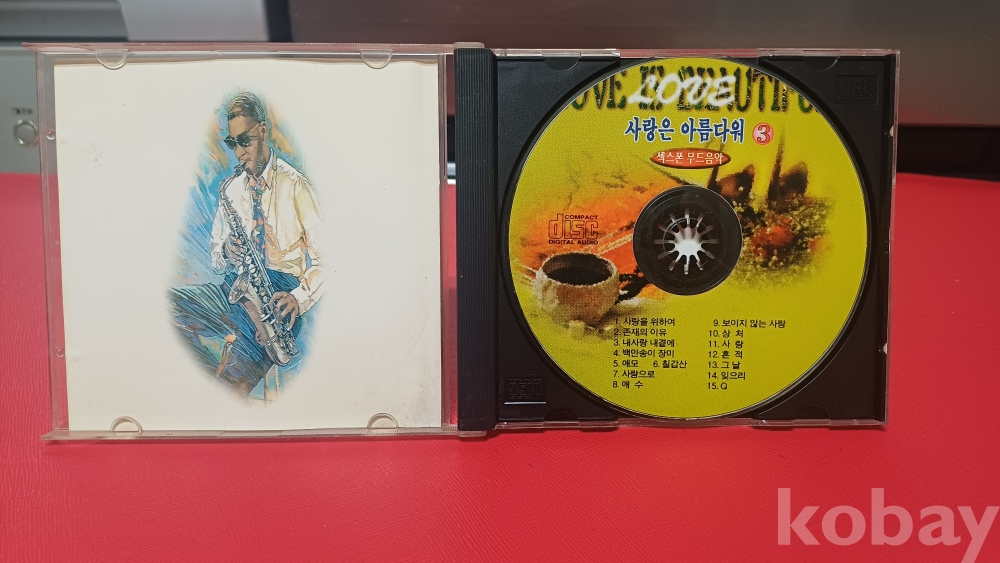 LOVE
사랑은 아름다워 3
섹스폰 무드음악
COMPACT
disc
DIGITAL AUDIO
1. 사랑을 위하여
2. 존재의 이유
3. 내사랑 내곁에
4. 백만송이 장미
5. 애모 6. 칠갑산
7. 사랑으로
8. 애 수
9. 보이지 않는 사랑
10. 상 처
11. 사 랑
12. 흔 적
13. 그 날
14. 잊으리
15. Q
kobay